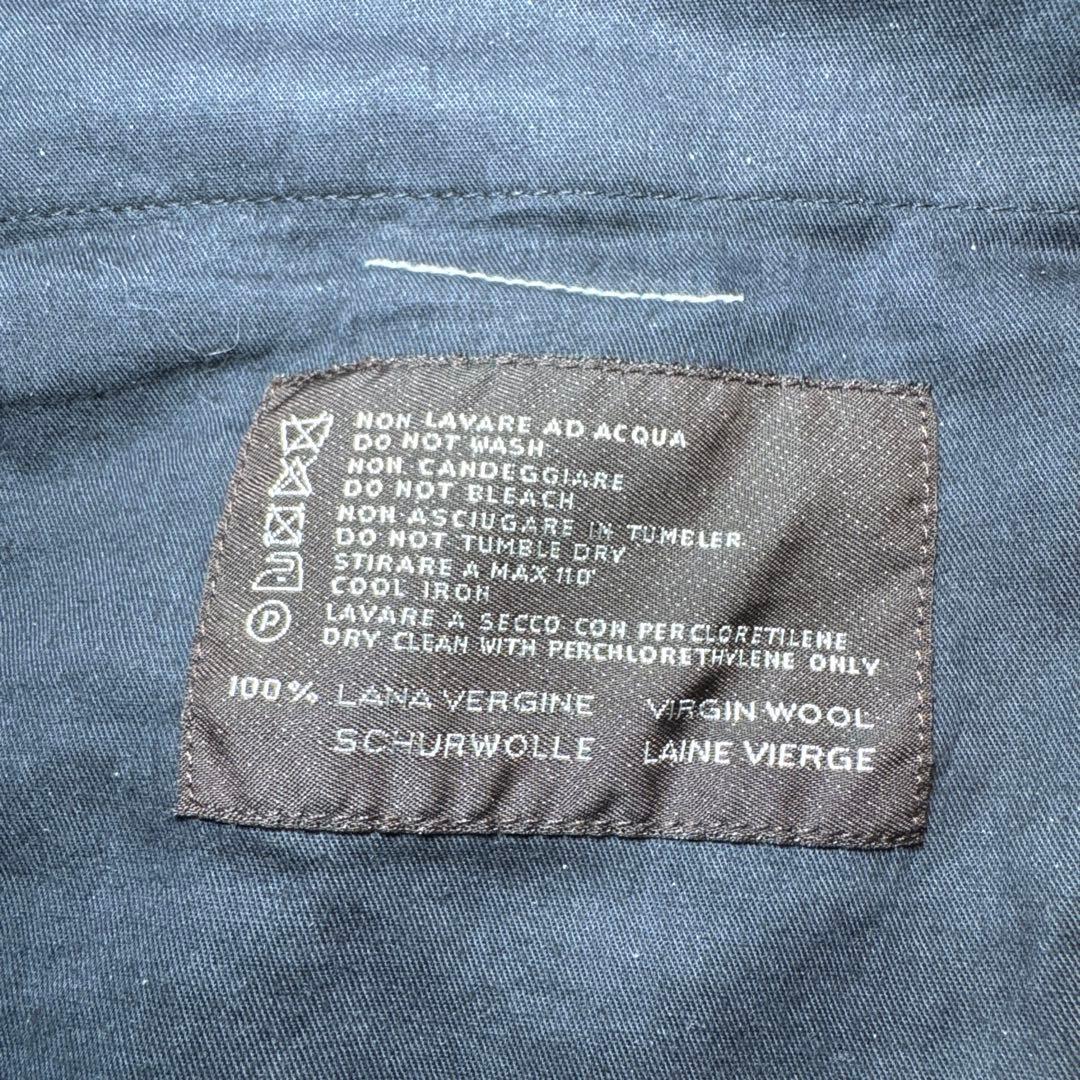 NON LAVARE AD ACQUA
DO NOT WASH
NON CANDEGGIARE
DO NOT BLEACH
NON ASCIUGARE IN TUMBLER
DO NOT TUMBLE DRY
STIRARE A MAX 110°
COOL IRON
P LAVARE A SECCO CON PERCLORETILENE
DRY CLEAN WITH PERCHLORETHYLENE ONLY
100% LANA VERGINE VIRGIN WOOL
SCHURWOLLE LAINE VIERGE